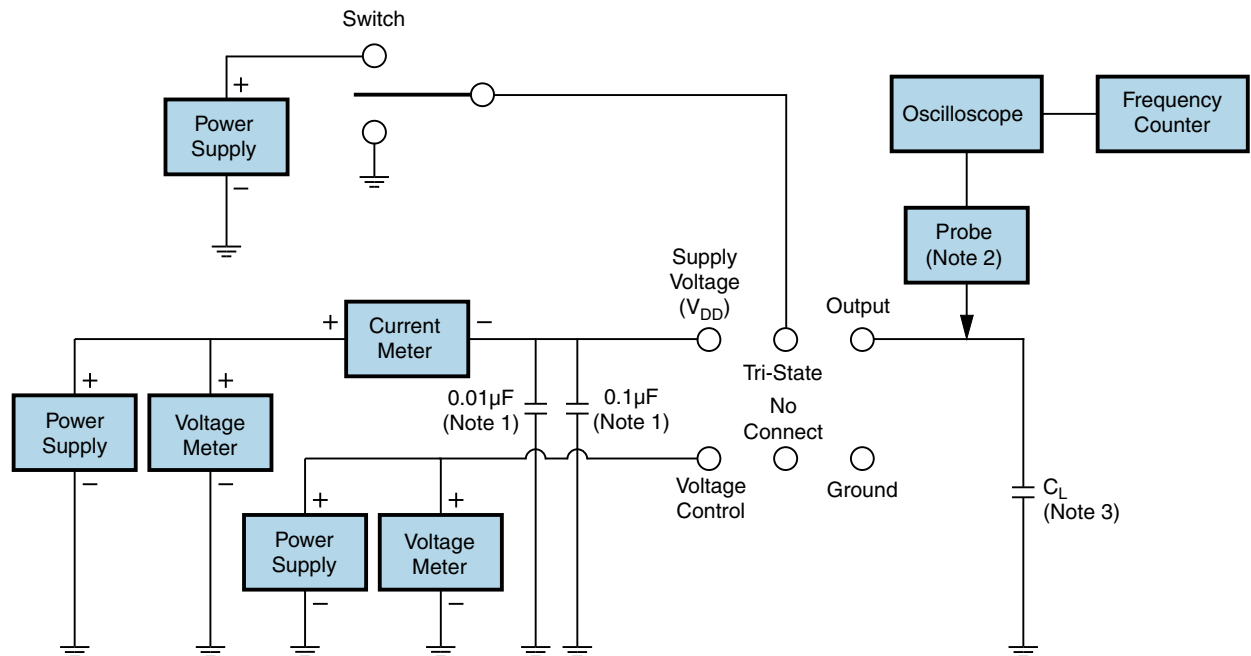 Switch
+
Power
Supply
−
Oscilloscope
Frequency
Counter
Probe
(Note 2)
Supply
Voltage
(VDD)
Output
+
Current
Meter
−
Tri-State
+
Power
Supply
−
+
Voltage
Meter
−
0.01µF
(Note 1)
0.1µF
(Note 1)
No
Connect
Voltage
Control
Ground
+
Power
Supply
−
+
Voltage
Meter
−
CL
(Note 3)